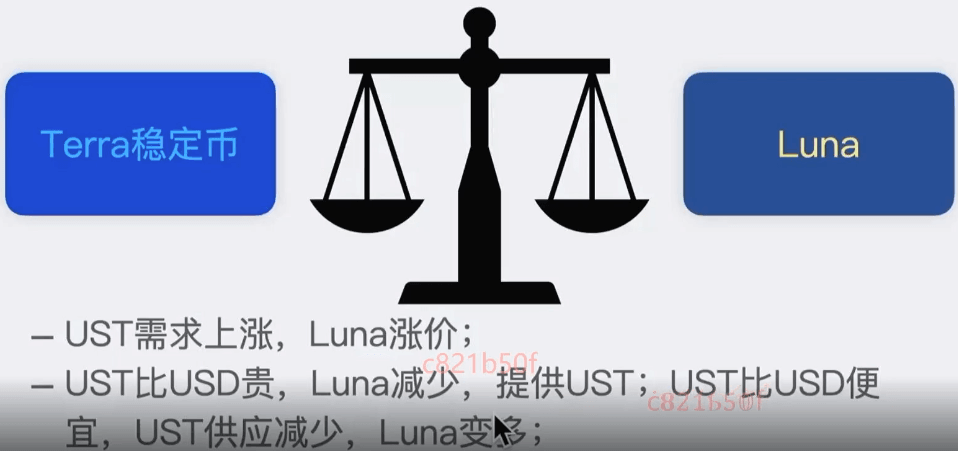 Terra稳定币
Luna
– UST需求上涨，Luna涨价；
c821b50f
– UST比USD贵，Luna减少，提供UST；UST比USD便
c821b50f
宜，UST供应减少，Luna变多；